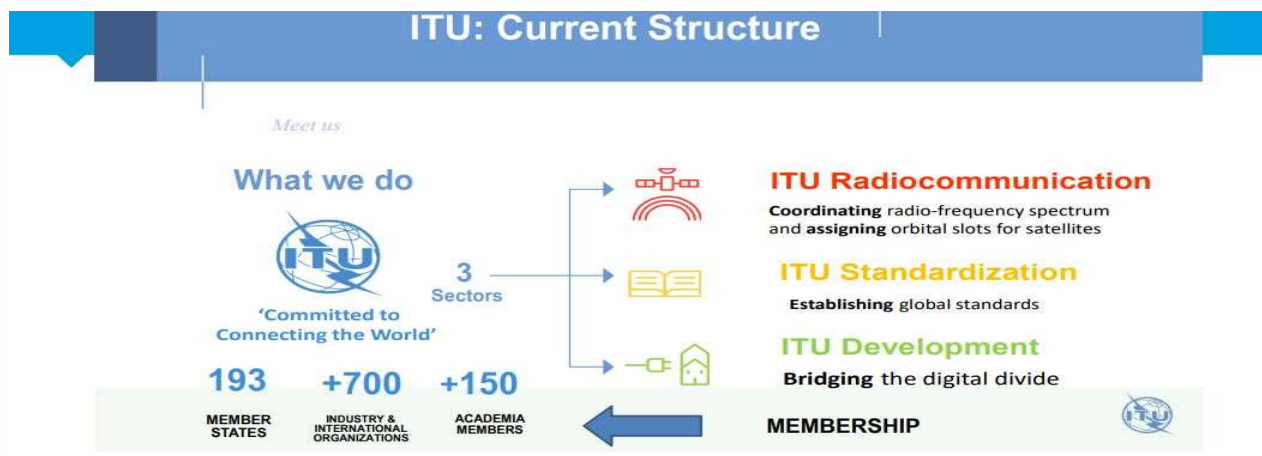 ITU: Current Structure
Meet us
What we do
ITU
3
Sectors
'Committed to
Connecting the World'
ITU Radiocommunication
Coordinating radio-frequency spectrum
and assigning orbital slots for satellites
ITU Standardization
Establishing global standards
ITU Development
Bridging the digital divide
193
MEMBER
STATES
+700
INDUSTRY &
INTERNATIONAL
ORGANIZATIONS
+150
ACADEMIA
MEMBERS
MEMBERSHIP
ITU